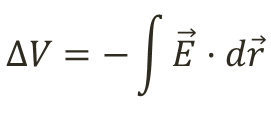 ΔV = − ∫ E⃗ · dr⃗